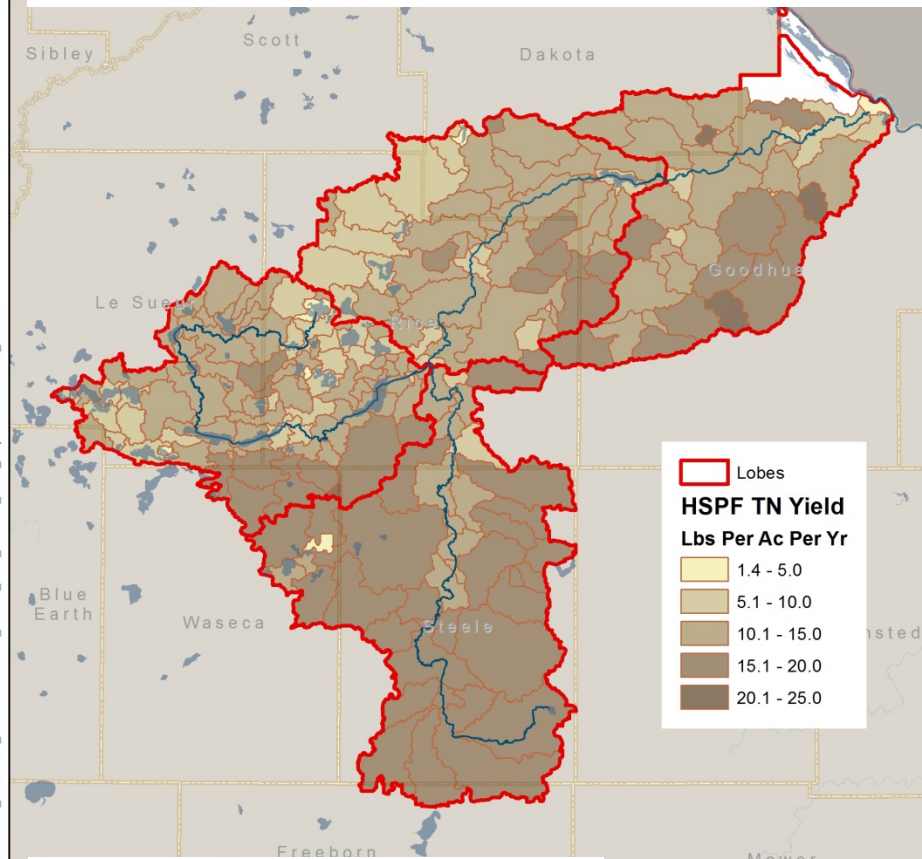 Sibley
Scott
Dakota
Goodhue
Le Sueur
Rice
Lobes
HSPF TN Yield
Lbs Per Ac Per Yr
1.4 - 5.0
5.1 - 10.0
10.1 - 15.0
15.1 - 20.0
20.1 - 25.0
Blue
Earth
Waseca
Steele
msted
Freeborn
Mower